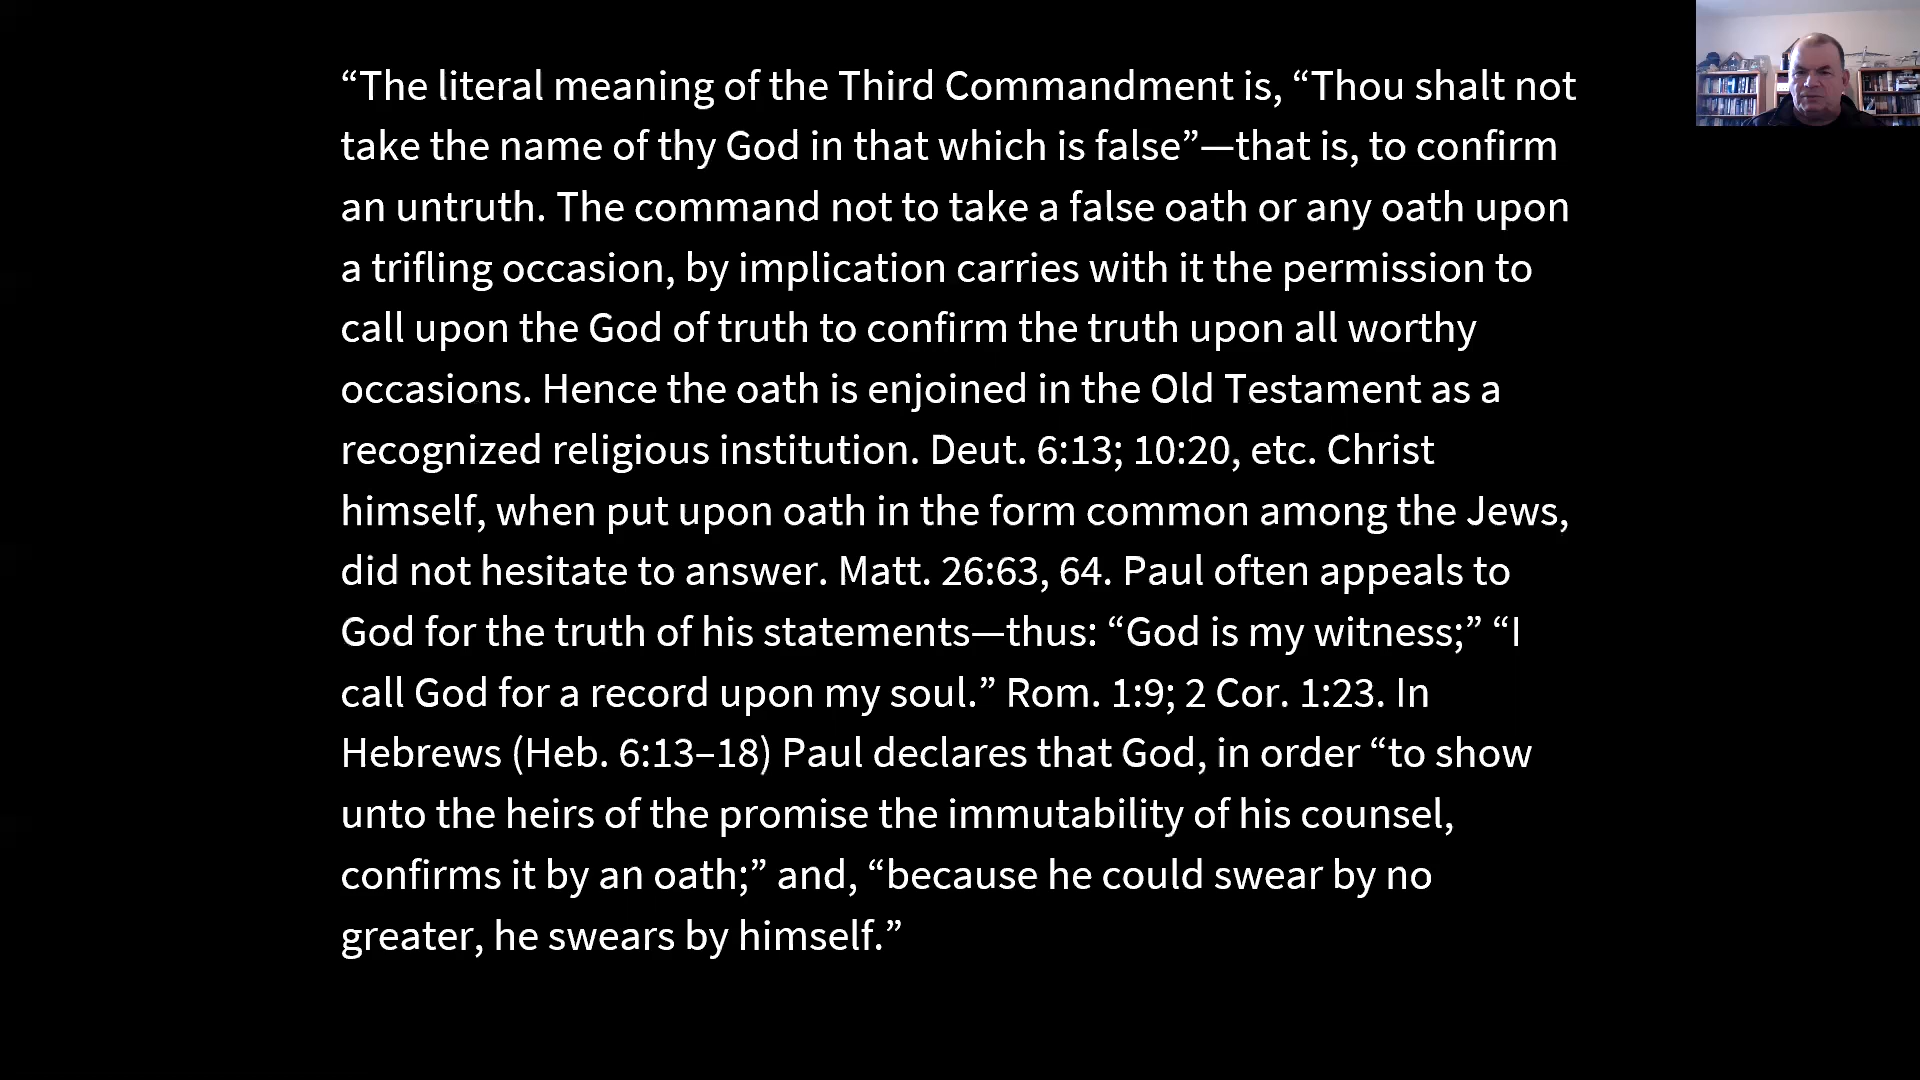 “The literal meaning of the Third Commandment is, “Thou shalt not
take the name of thy God in that which is false”—that is, to confirm
an untruth. The command not to take a false oath or any oath upon
a trifling occasion, by implication carries with it the permission to
call upon the God of truth to confirm the truth upon all worthy
occasions. Hence the oath is enjoined in the Old Testament as a
recognized religious institution. Deut. 6:13; 10:20, etc. Christ
himself, when put upon oath in the form common among the Jews,
did not hesitate to answer. Matt. 26:63, 64. Paul often appeals to
God for the truth of his statements—thus: “God is my witness;” “I
call God for a record upon my soul.” Rom. 1:9; 2 Cor. 1:23. In
Hebrews (Heb. 6:13–18) Paul declares that God, in order “to show
unto the heirs of the promise the immutability of his counsel,
confirms it by an oath;” and, “because he could swear by no
greater, he swears by himself.”